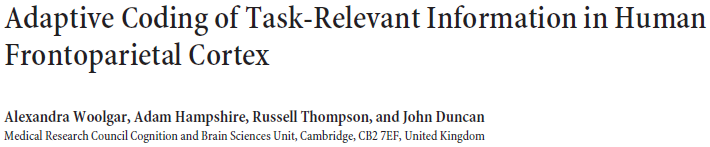 Adaptive Coding of Task-Relevant Information in Human
Frontoparietal Cortex
Alexandra Woolgar, Adam Hampshire, Russell Thompson, and John Duncan
Medical Research Council Cognition and Brain Sciences Unit, Cambridge, CB2 7EF, United Kingdom